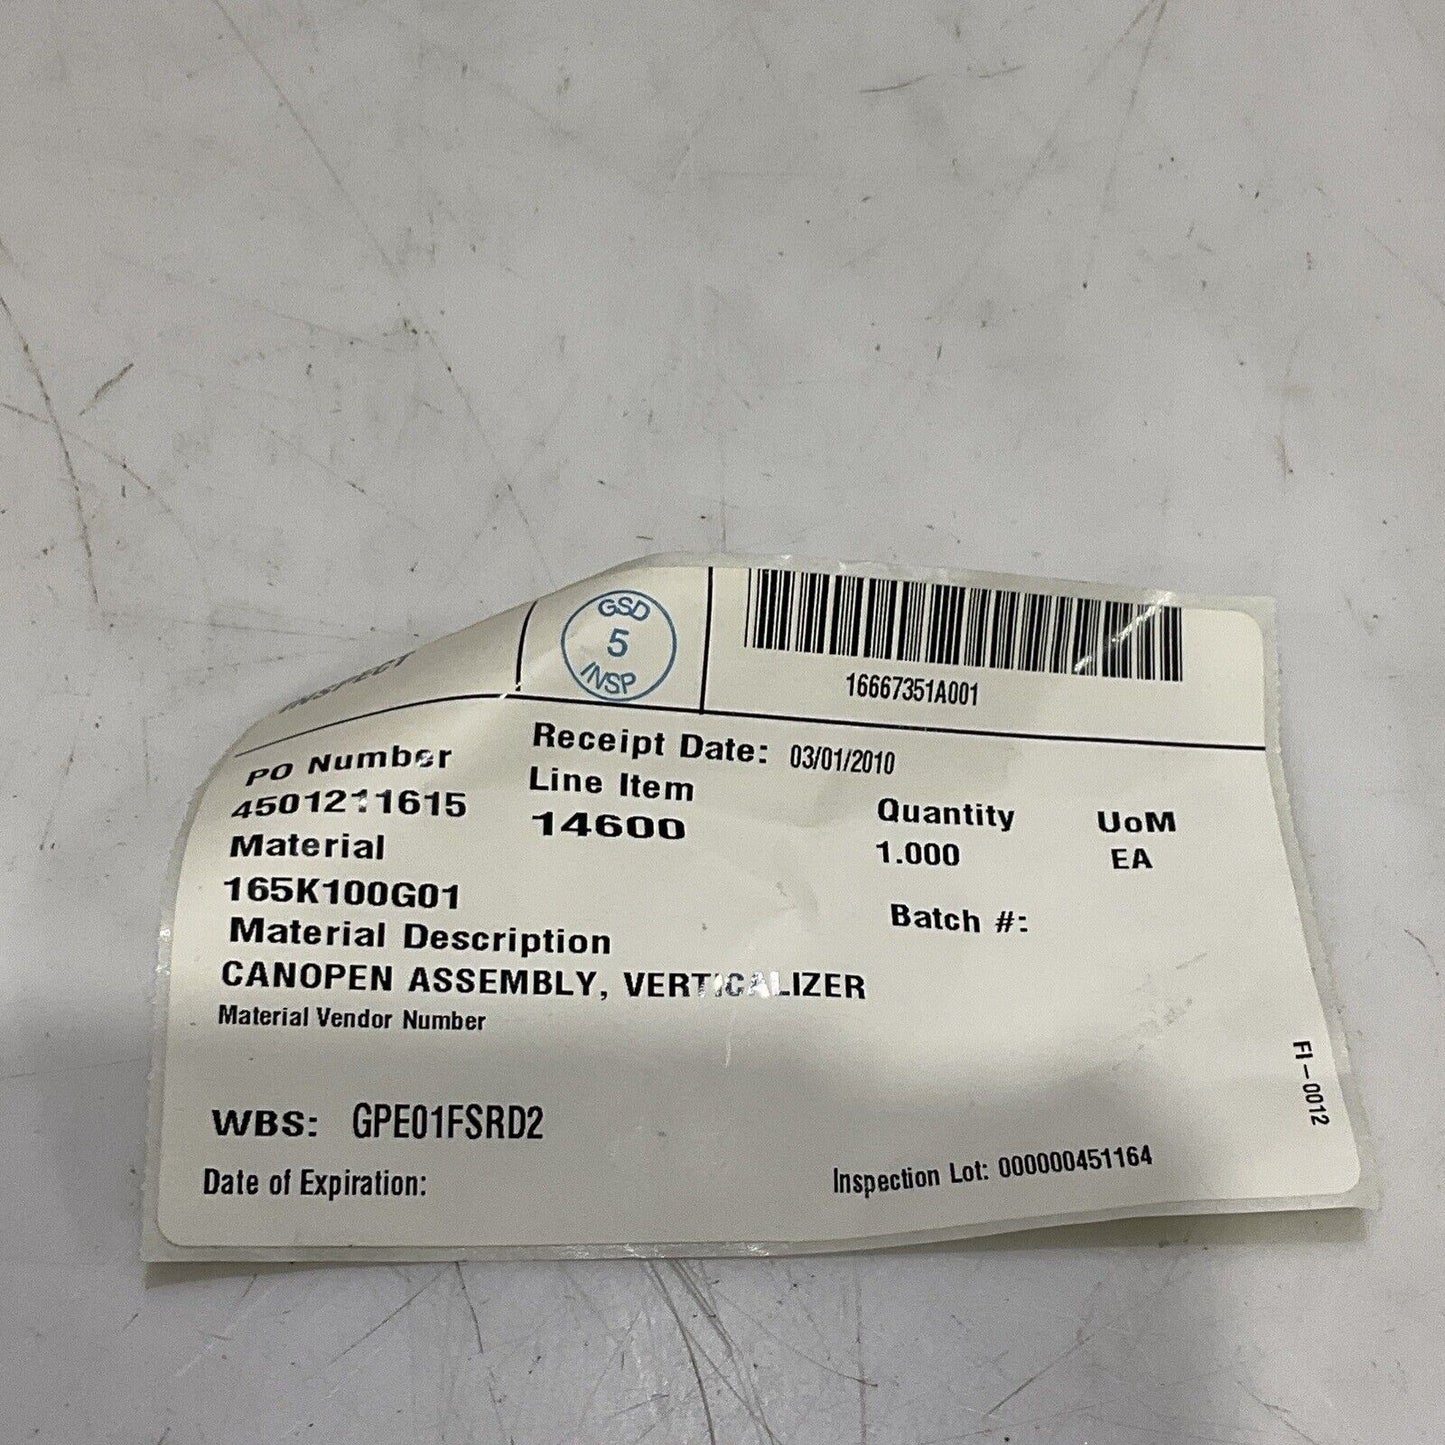 INSPECT
GSD
5
INSP
16667351A001
PO Number
4501211615
Receipt Date: 03/01/2010
Line Item
14600
Quantity
1.000
UoM
EA
Material
165K100G01
Batch #:
Material Description
CANOPEN ASSEMBLY, VERTICALIZER
Material Vendor Number
WBS: GPE01FSRD2
Date of Expiration:
Inspection Lot: 000000451164
FI-0012